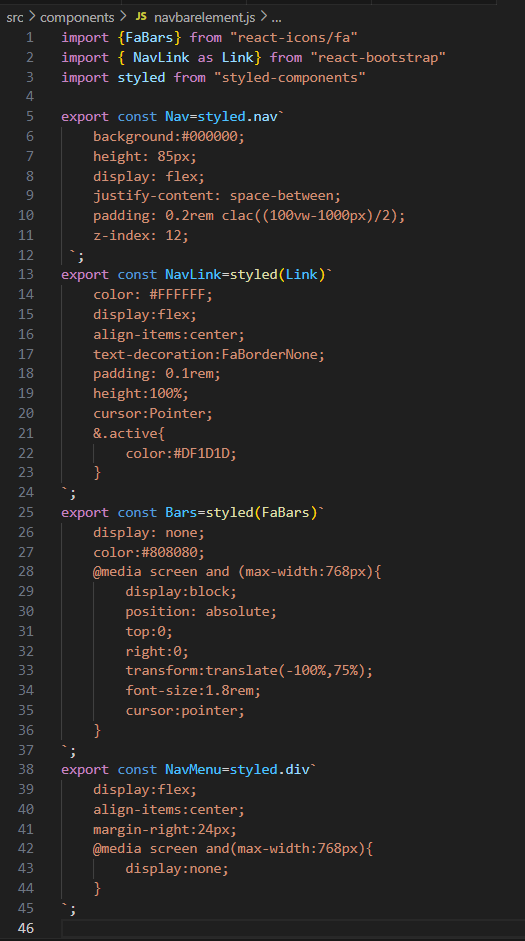 src > components > JS navbarelement.js > ...
1 import {FaBars} from "react-icons/fa"
2 import { NavLink as Link} from "react-bootstrap"
3 import styled from "styled-components"
4
5 export const Nav=styled.nav`
6 background:#000000;
7 height: 85px;
8 display: flex;
9 justify-content: space-between;
10 padding: 0.2rem clac((100vw-1000px)/2);
11 z-index: 12;
12 `;
13 export const NavLink=styled(Link)`
14 color: #FFFFFF;
15 display:flex;
16 align-items:center;
17 text-decoration:FaBorderNone;
18 padding: 0.1rem;
19 height:100%;
20 cursor:Pointer;
21 &.active{
22 color:#DF1D1D;
23 }
24 `;
25 export const Bars=styled(FaBars)`
26 display: none;
27 color:#808080;
28 @media screen and (max-width:768px){
29 display:block;
30 position: absolute;
31 top:0;
32 right:0;
33 transform:translate(-100%,75%);
34 font-size:1.8rem;
35 cursor:pointer;
36 }
37 `;
38 export const NavMenu=styled.div`
39 display:flex;
40 align-items:center;
41 margin-right:24px;
42 @media screen and(max-width:768px){
43 display:none;
44 }
45 `;
46